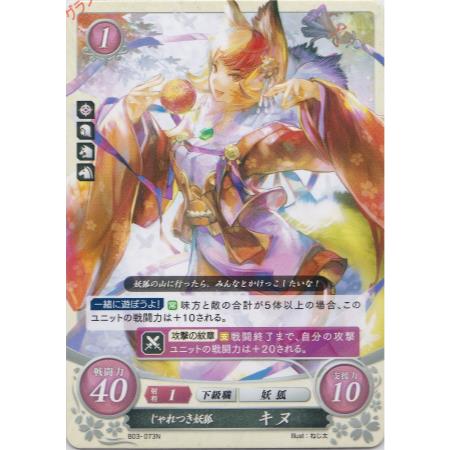 グラン
1
妖狐の山に行ったら、みんなとかけっこしたいな!
一緒に遊ぼうよ! 常 味方と敵の合計が5体以上の場合、この
ユニットの戦闘力は+10される。
攻撃の紋章 支 戦闘終了まで、自分の攻撃
ユニットの戦闘力は+20される。
戦闘力
40
射程 1 下級職 妖狐
支援力
10
じゃれつき妖狐 キヌ
B03-073N
Illust:ねじ太